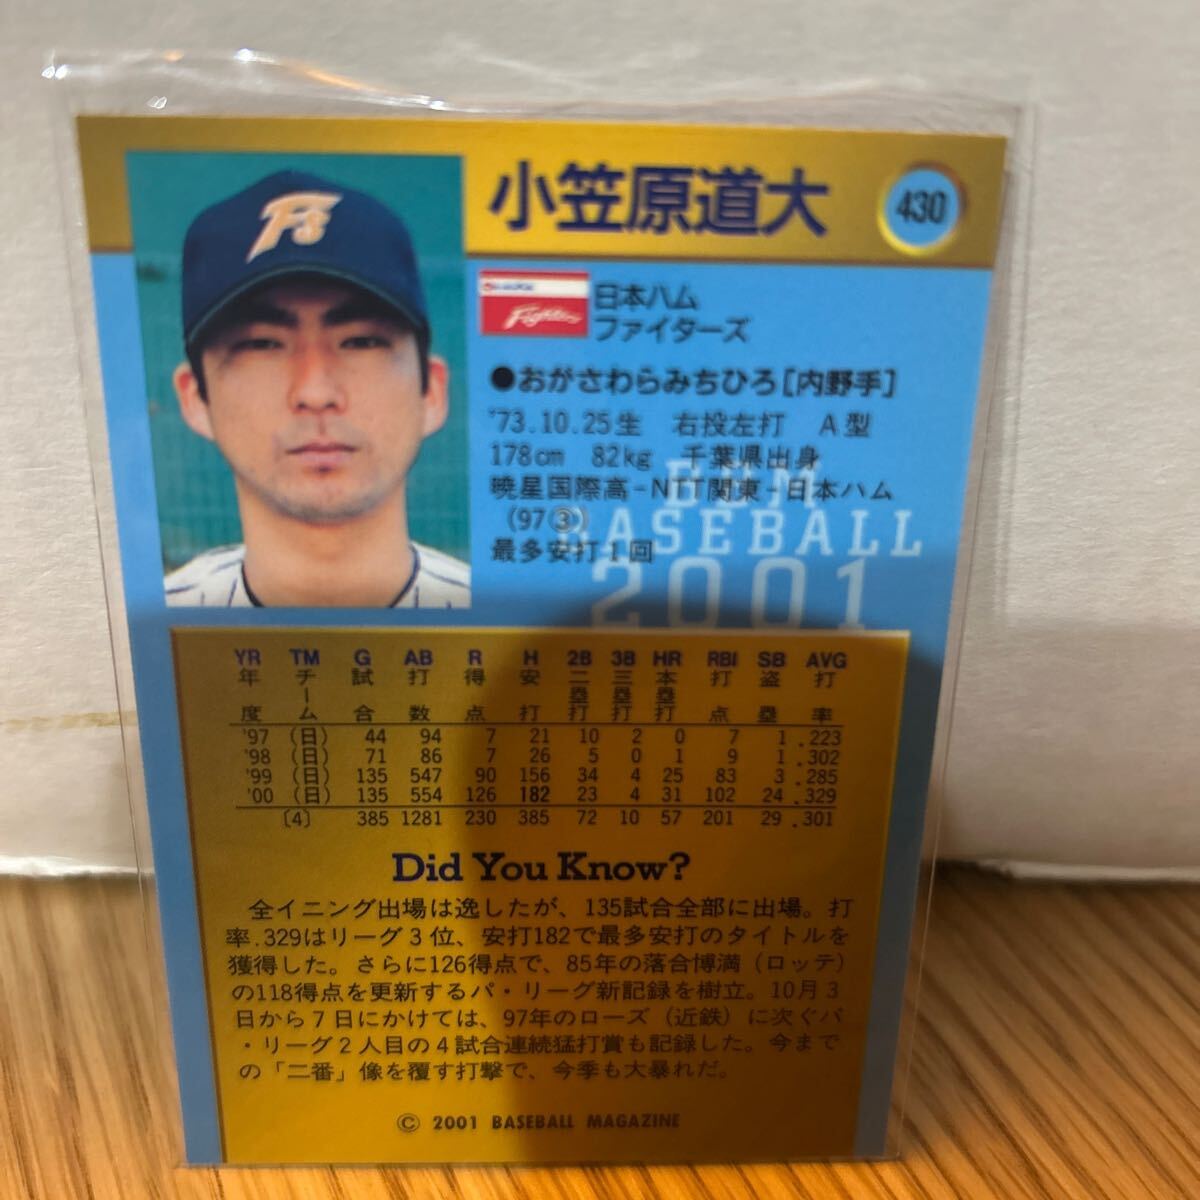 小笠原道大
430
Fs
Fighters
日本ハム
ファイターズ
●おがさわらみちひろ[内野手]
'73.10.25生 右投左打 A型
178cm 82kg 千葉県出身
暁星国際高-NTT関東-日本ハム
(97③)
最多安打1回
BBM
BASEBALL
2001
YR TM G AB R H 2B 3B HR RBI SB AVG
年度 チーム 試合 打数 得点 安打 二塁打 三塁打 本塁打 打点 盗塁 打率
'97 (日) 44 94 7 21 10 2 0 7 1 .223
'98 (日) 71 86 7 26 5 0 1 9 1 .302
'99 (日) 135 547 90 156 34 4 25 83 3 .285
'00 (日) 135 554 126 182 23 4 31 102 24 .329
[4] 385 1281 230 385 72 10 57 201 29 .301
Did You Know?
全イニング出場は逸したが、135試合全部に出場。打
率.329はリーグ3位、安打182で最多安打のタイトルを
獲得した。さらに126得点で、85年の落合博満(ロッテ)
の118得点を更新するパ・リーグ新記録を樹立。10月3
日から7日にかけては、97年のローズ(近鉄)に次ぐパ
・リーグ2人目の4試合連続猛打賞も記録した。今まで
の「二番」像を覆す打撃で、今季も大暴れだ。
© 2001 BASEBALL MAGAZINE